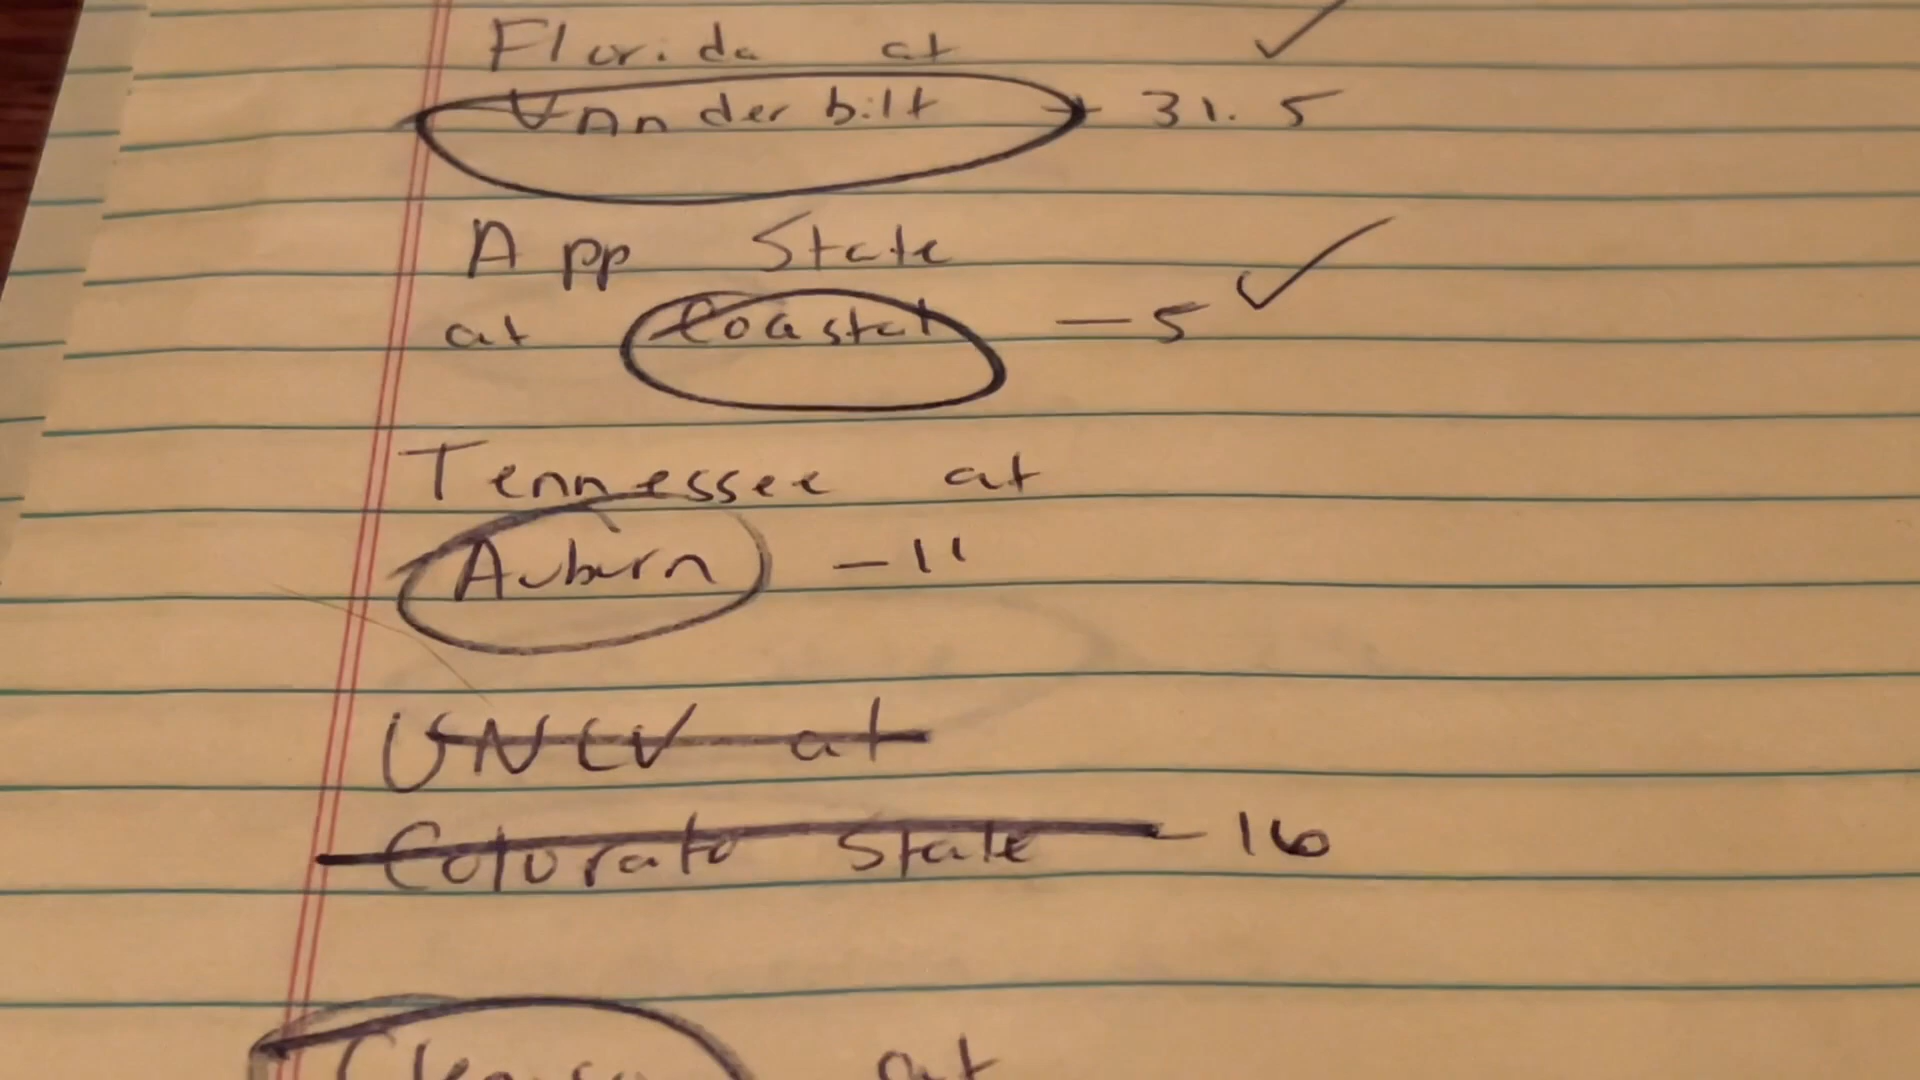 Florida at
Vanderbilt + 31.5
App State
at Coastal -5
Tennessee at
Auburn -11
UNLV at
Colorado State - 16
at